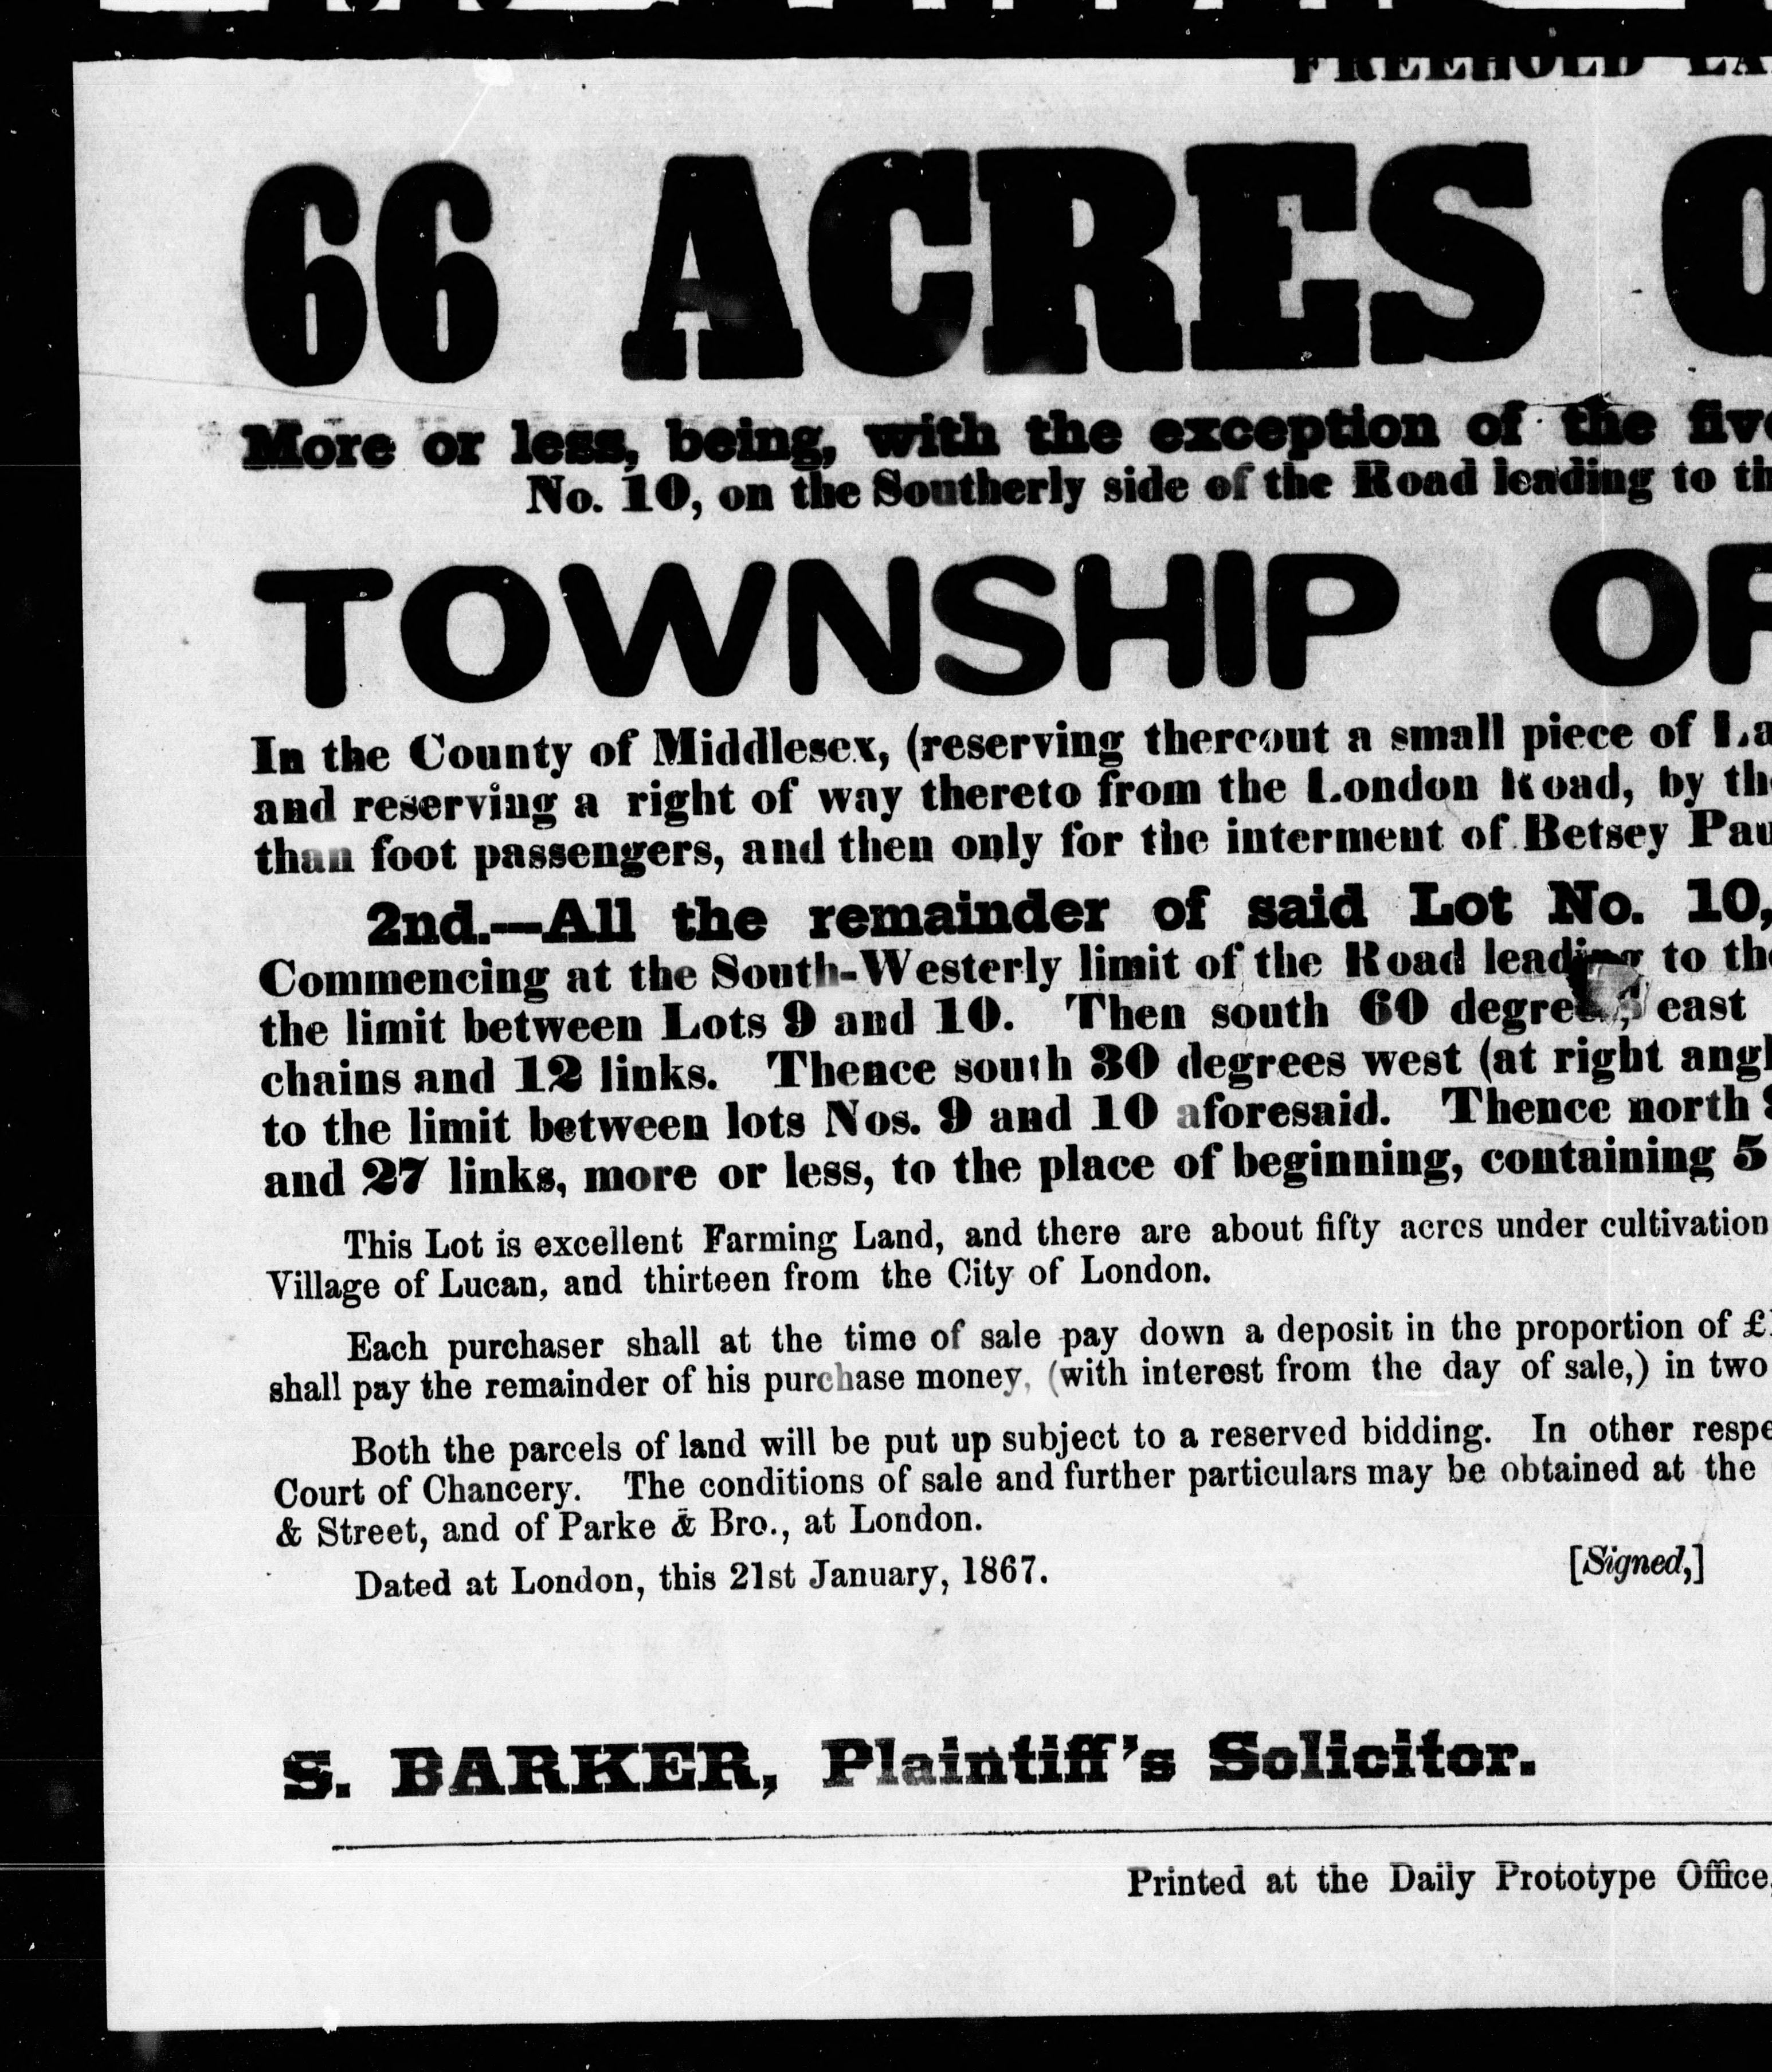 FREEHOLD
66 ACRES
More or less, being, with the exception of the
No. 10, on the Southerly side of the Road leading to
TOWNSHIP OF
In the County of Middlesex, (reserving thereout a small piece of
and reserving a right of way thereto from the London Road, by
than foot passengers, and then only for the interment of Betsey
2nd.—All the remainder of said Lot No. 10,
Commencing at the South-Westerly limit of the Road leading to
the limit between Lots 9 and 10. Then south 60 degrees, east
chains and 12 links. Thence south 30 degrees west (at right
to the limit between lots Nos. 9 and 10 aforesaid. Thence north
and 27 links, more or less, to the place of beginning, containing 5
This Lot is excellent Farming Land, and there are about fifty acres under cultivation
Village of Lucan, and thirteen from the City of London.
Each purchaser shall at the time of sale pay down a deposit in the proportion of
shall pay the remainder of his purchase money, (with interest from the day of sale,) in two
Both the parcels of land will be put up subject to a reserved bidding. In other
Court of Chancery. The conditions of sale and further particulars may be obtained at the
& Street, and of Parke & Bro., at London.
Dated at London, this 21st January, 1867. [Signed,]
S. BARKER, Plaintiff's Solicitor.
Printed at the Daily Prototype Office,